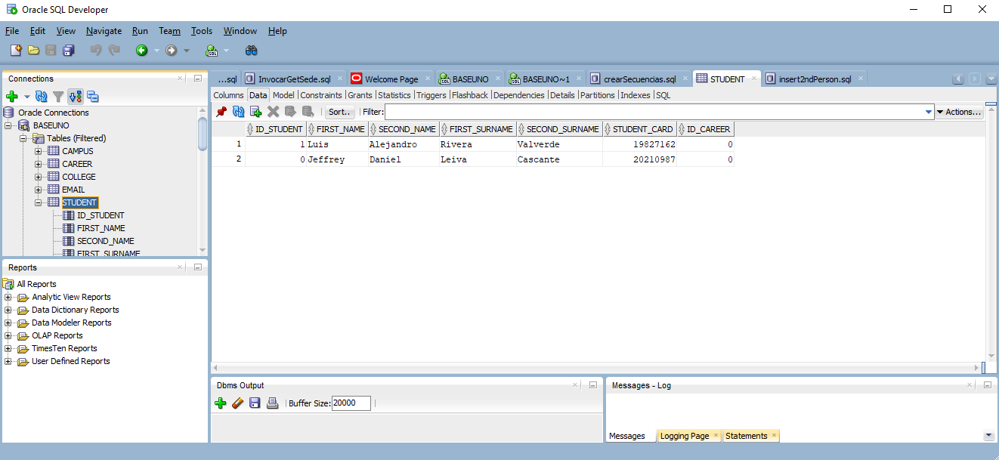 Oracle SQL Developer
File Edit View Navigate Run Team Tools Window Help
Connections
Oracle Connections
BASEUNO
Tables (Filtered)
CAMPUS
CAREER
COLLEGE
EMAIL
STUDENT
ID_STUDENT
FIRST_NAME
SECOND_NAME
FIRST_SURNAME
Reports
All Reports
Analytic View Reports
Data Dictionary Reports
Data Modeler Reports
OLAP Reports
TimesTen Reports
User Defined Reports
...sql InvocarGetSede.sql Welcome Page BASEUNO BASEUNO~1 crearSecuencias.sql STUDENT insert2ndPerson.sql
Columns Data Model Constraints Grants Statistics Triggers Flashback Dependencies Details Partitions Indexes SQL
Sort.. Filter: Actions...
ID_STUDENT FIRST_NAME SECOND_NAME FIRST_SURNAME SECOND_SURNAME STUDENT_CARD ID_CAREER
1 1 Luis Alejandro Rivera Valverde 19827162 0
2 0 Jeffrey Daniel Leiva Cascante 20210987 0
Dbms Output
Buffer Size: 20000
Messages - Log
Messages Logging Page Statements